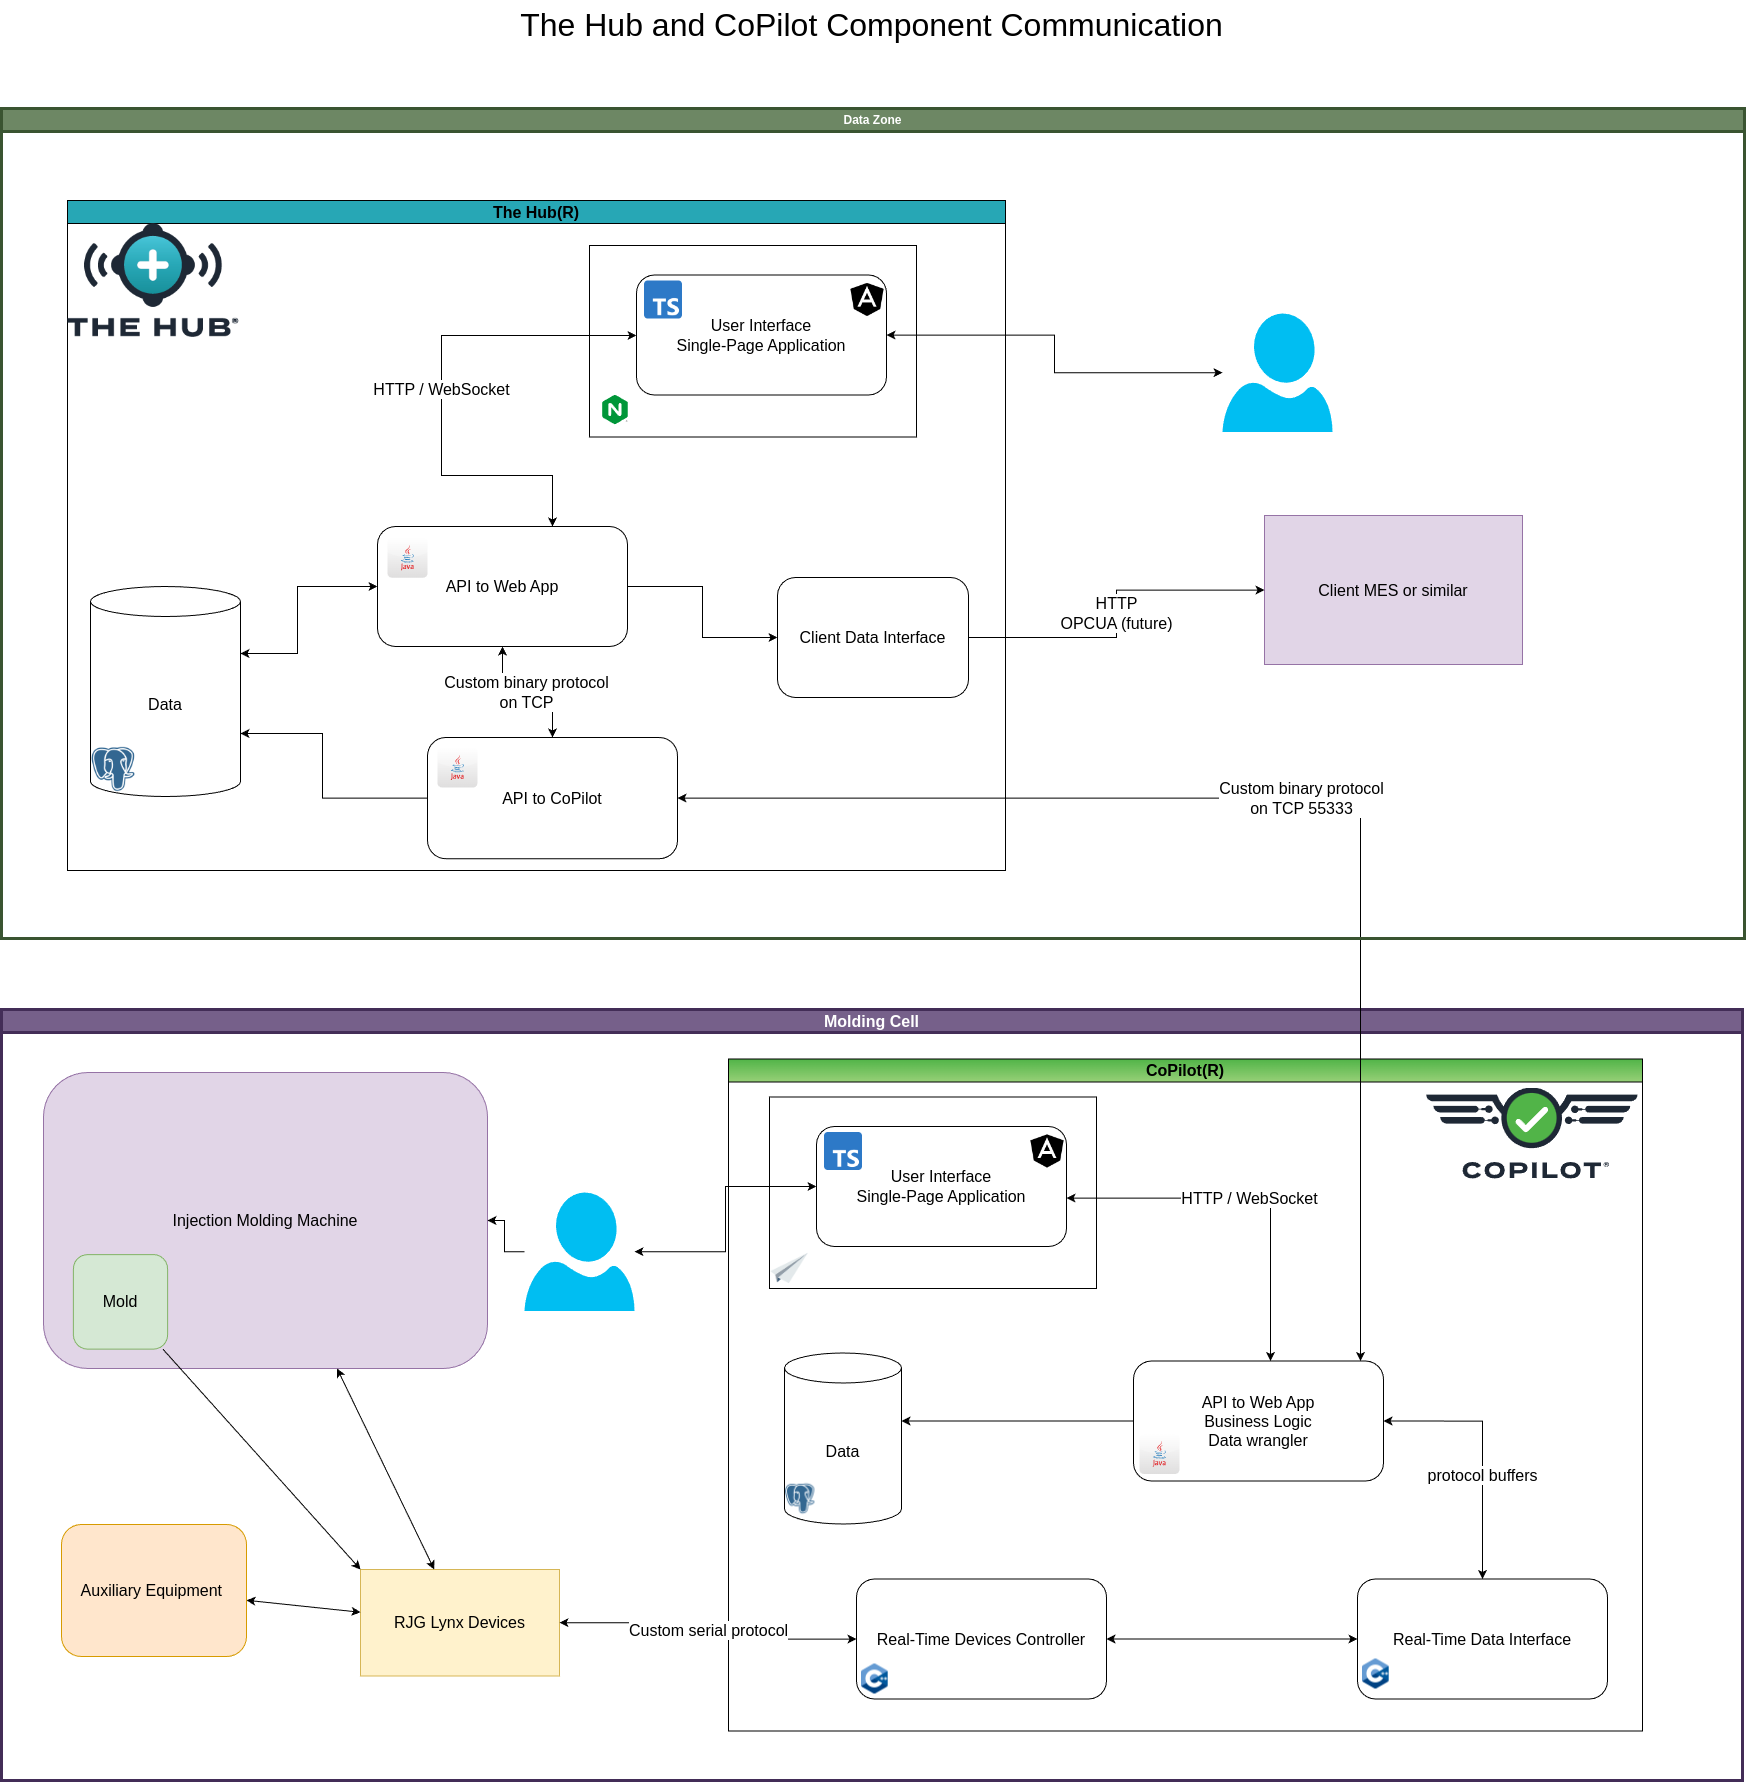 The Hub and CoPilot Component Communication
Data Zone
The Hub(R)
THE HUB®
TS
User Interface
Single-Page Application
HTTP / WebSocket
N
Java
API to Web App
Client Data Interface
HTTP
OPCUA (future)
Client MES or similar
Custom binary protocol
on TCP
Data
Java
API to CoPilot
Custom binary protocol
on TCP 55333
Molding Cell
CoPilot(R)
COPILOT®
TS
User Interface
Single-Page Application
HTTP / WebSocket
Injection Molding Machine
Mold
API to Web App
Business Logic
Data wrangler
Java
Data
protocol buffers
Auxiliary Equipment
RJG Lynx Devices
Custom serial protocol
Real-Time Devices Controller
C++
Real-Time Data Interface
C++